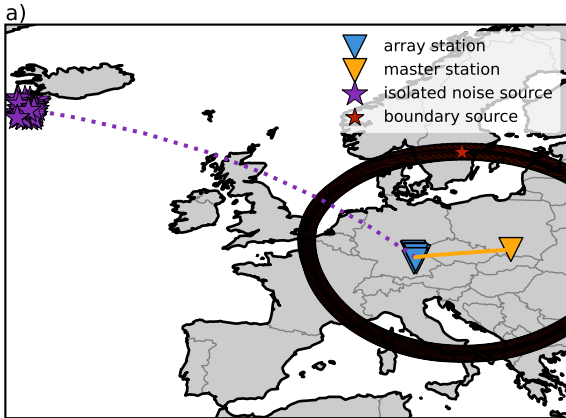 a)
array station
master station
isolated noise source
boundary source